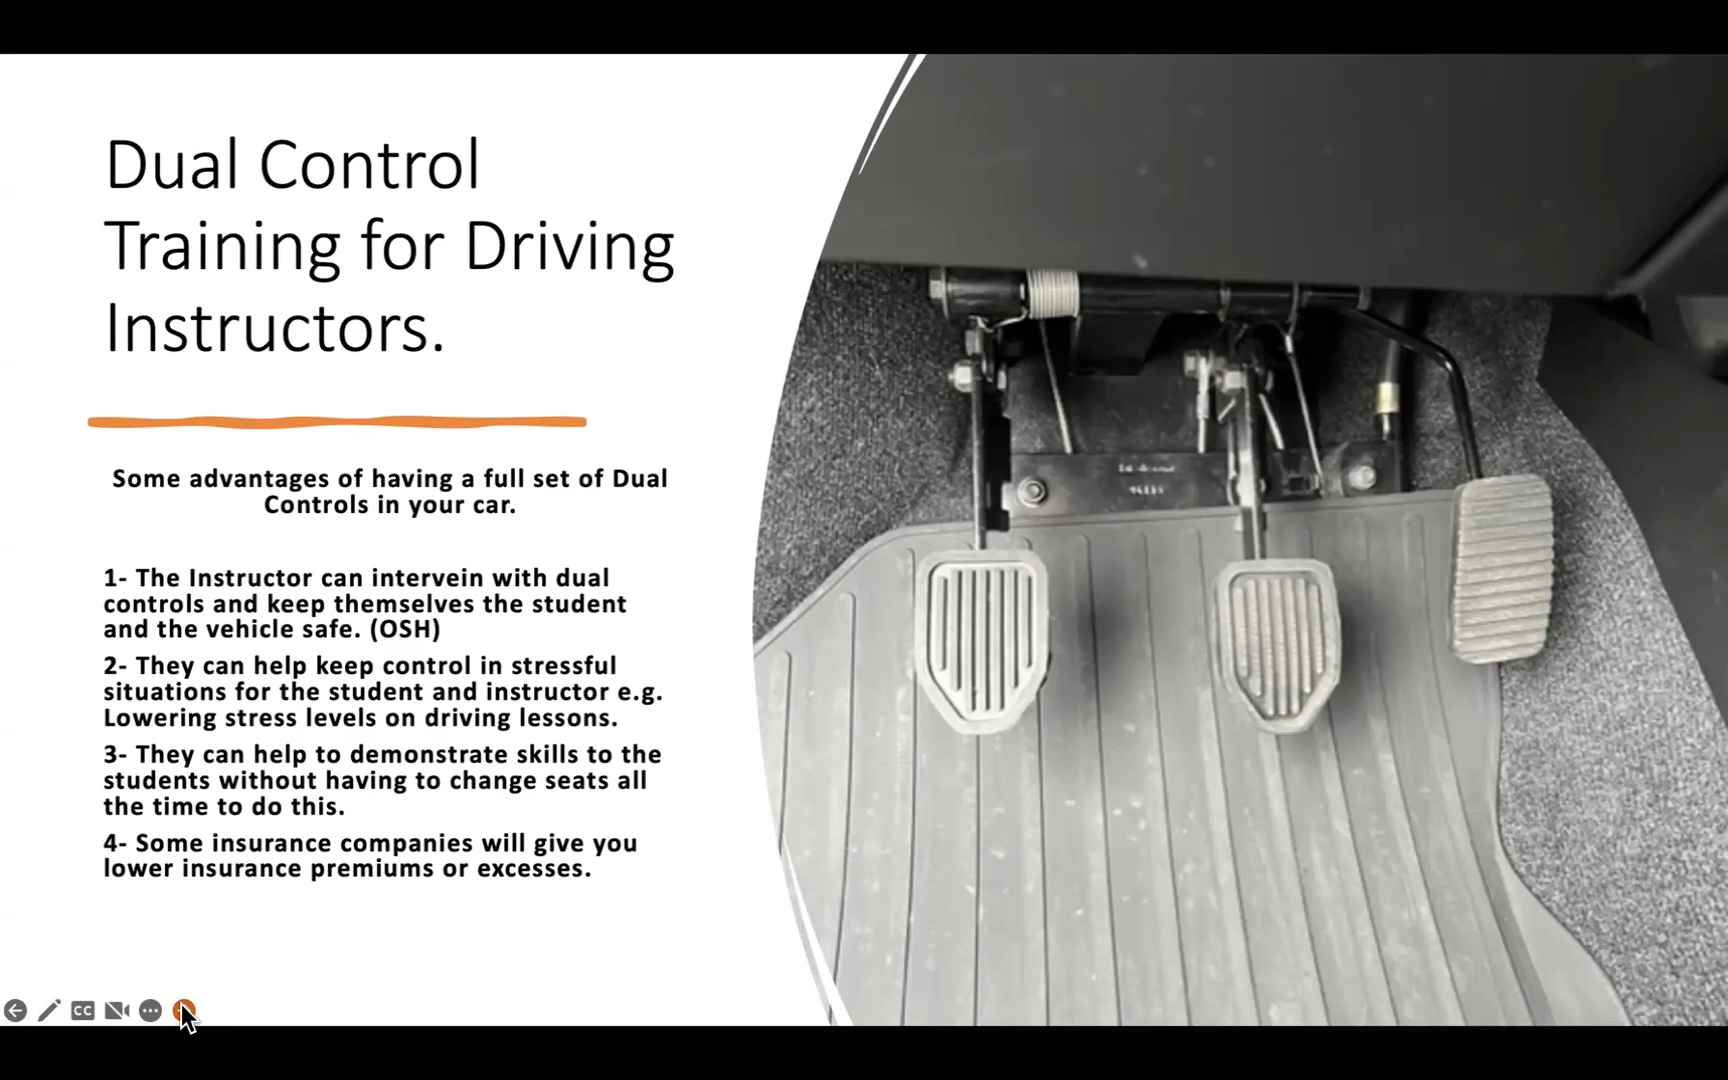 Dual Control
Training for Driving
Instructors.
Some advantages of having a full set of Dual
Controls in your car.
1- The Instructor can intervein with dual
controls and keep themselves the student
and the vehicle safe. (OSH)
2- They can help keep control in stressful
situations for the student and instructor e.g.
Lowering stress levels on driving lessons.
3- They can help to demonstrate skills to the
students without having to change seats all
the time to do this.
4- Some insurance companies will give you
lower insurance premiums or excesses.
CC